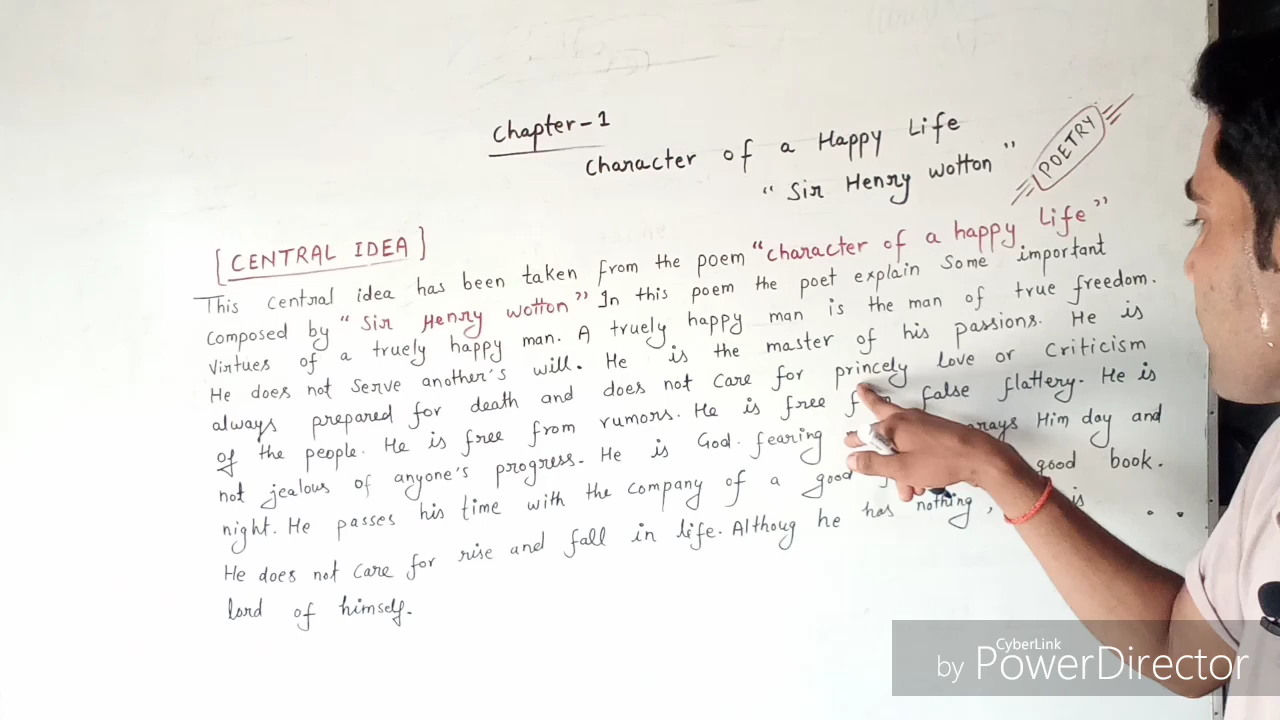 Chapter-1
Character of a Happy Life
"Sir Henry Wotton"
POETRY
[CENTRAL IDEA]
This central idea has been taken from the poem "character of a happy Life"
composed by "Sir Henry Wotton" In this poem the poet explain some important
virtues of a truely happy man. A truely happy man is the man of true freedom.
He does not serve another's will. He is the master of his passions. He is
always prepared for death and does not care for princely love or criticism
of the people. He is free from rumors. He is free false flattery. He is
not jealous of anyone's progress. He is God. fearing Him day and
night. He passes his time with the company of a good good book.
He does not care for rise and fall in life. Althoug he has nothing, is
lord of himself.
CyberLink
by PowerDirector